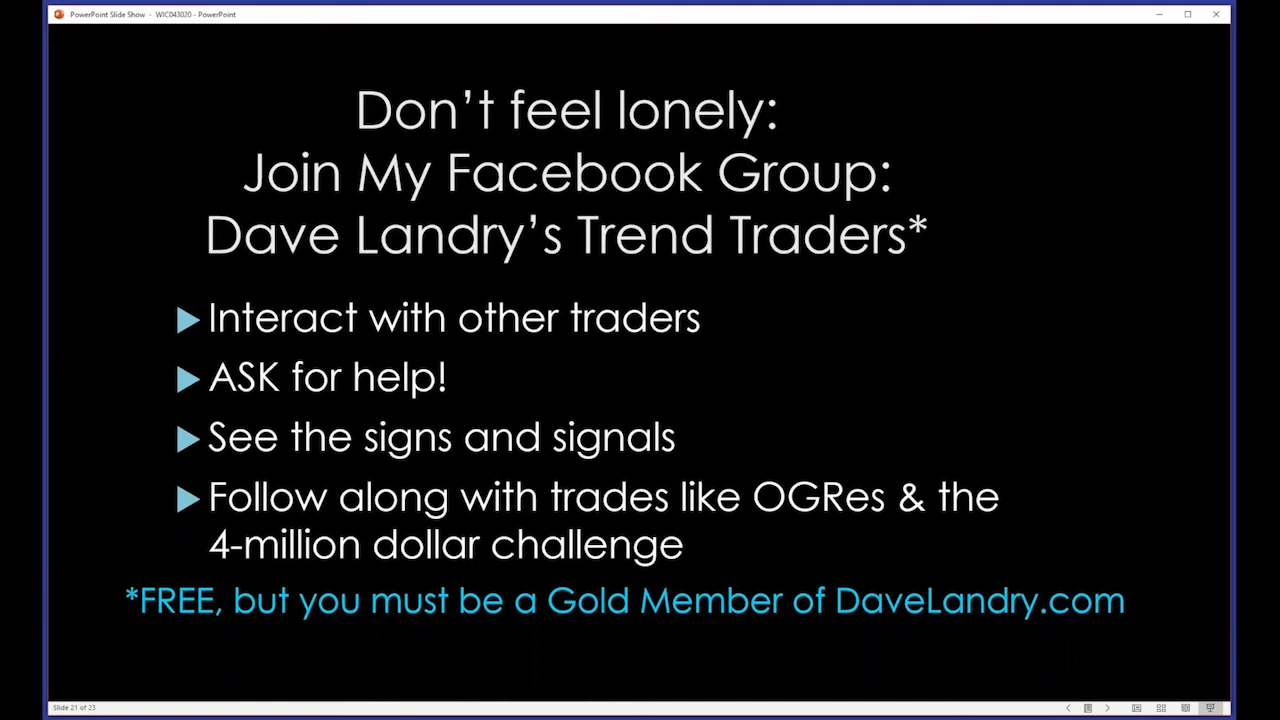 PowerPoint Slide Show - WIC043020 - PowerPoint
Don't feel lonely:
Join My Facebook Group:
Dave Landry's Trend Traders*
Interact with other traders
ASK for help!
See the signs and signals
Follow along with trades like OGRes & the
4-million dollar challenge
*FREE, but you must be a Gold Member of DaveLandry.com
Slide 21 of 23